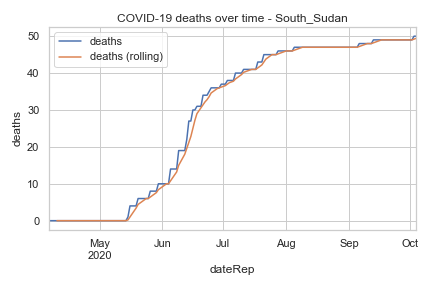 COVID-19 deaths over time - South_Sudan
deaths
deaths (rolling)
50
40
30
20
10
0
deaths
May
2020
Jun
Jul
Aug
Sep
Oct
dateRep